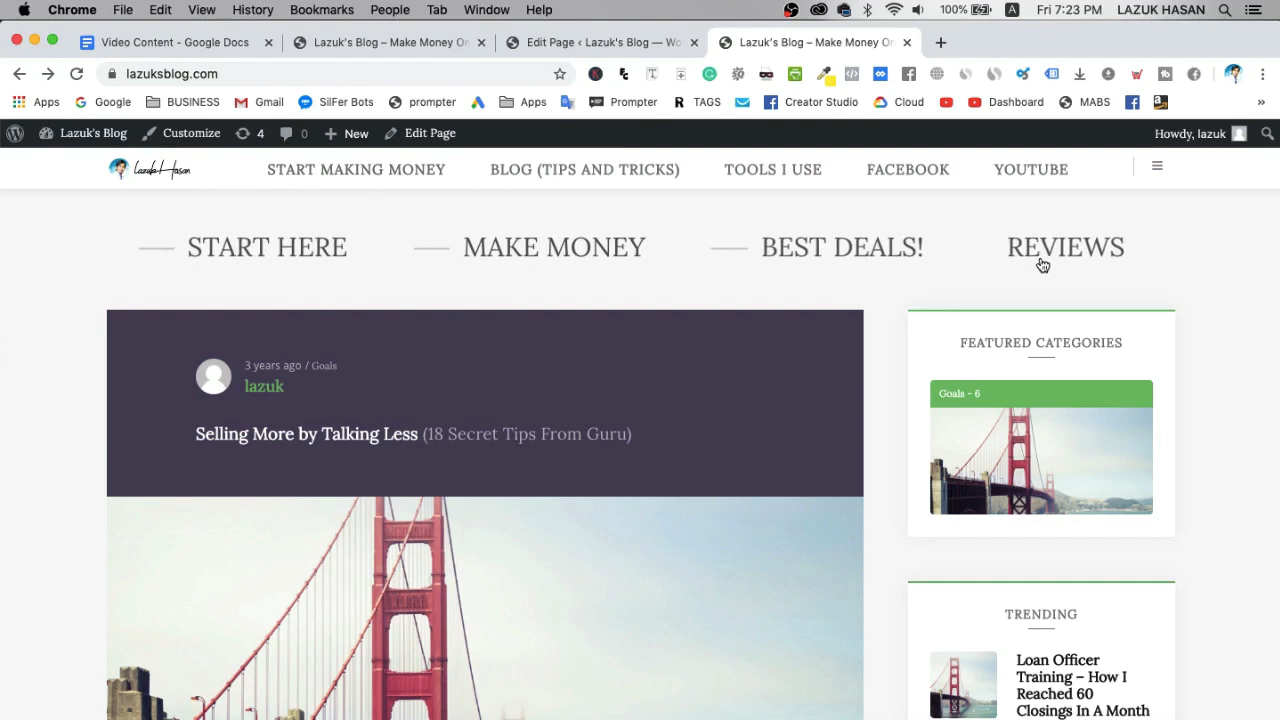 Chrome File Edit View History Bookmarks People Tab Window Help 100% A Fri 7:23 PM LAZUK HASAN
Video Content - Google Docs Lazuk's Blog – Make Money On Edit Page ‹ Lazuk's Blog — Wo Lazuk's Blog – Make Money On
lazuksblog.com
Apps Google BUSINESS Gmail SilFer Bots prompter Apps Prompter R TAGS Creator Studio Cloud Dashboard MABS »
Lazuk's Blog Customize 4 0 New Edit Page Howdy, lazuk
Lazuk Hasan START MAKING MONEY BLOG (TIPS AND TRICKS) TOOLS I USE FACEBOOK YOUTUBE
START HERE MAKE MONEY BEST DEALS! REVIEWS
FEATURED CATEGORIES
3 years ago / Goals
lazuk
Goals - 6
Selling More by Talking Less (18 Secret Tips From Guru)
TRENDING
Loan Officer
Training – How I
Reached 60
Closings In A Month